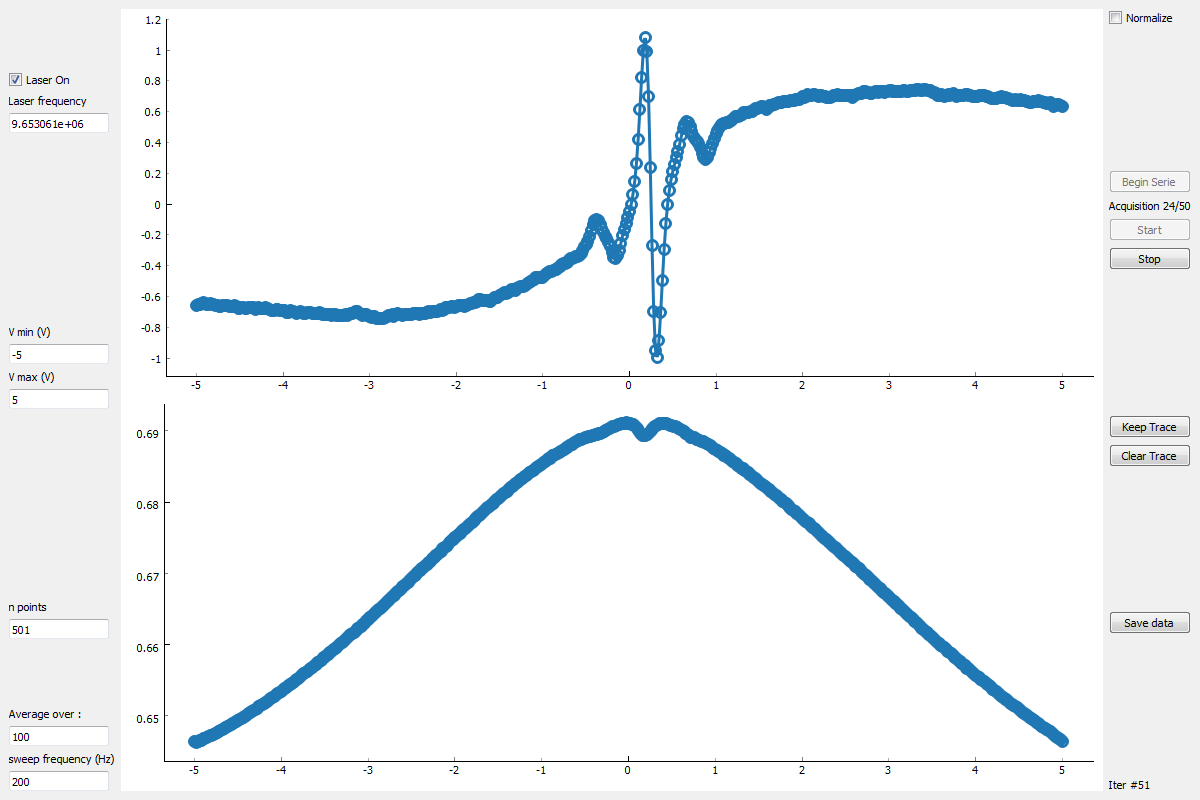 Laser On
Laser frequency
9.653061e+06
V min (V)
-5
V max (V)
5
n points
501
Average over :
100
sweep frequency (Hz)
200
1.2
1
0.8
0.6
0.4
0.2
0
-0.2
-0.4
-0.6
-0.8
-1
-5 -4 -3 -2 -1 0 1 2 3 4 5
0.69
0.68
0.67
0.66
0.65
-5 -4 -3 -2 -1 0 1 2 3 4 5
Normalize
Begin Serie
Acquisition 24/50
Start
Stop
Keep Trace
Clear Trace
Save data
Iter #51